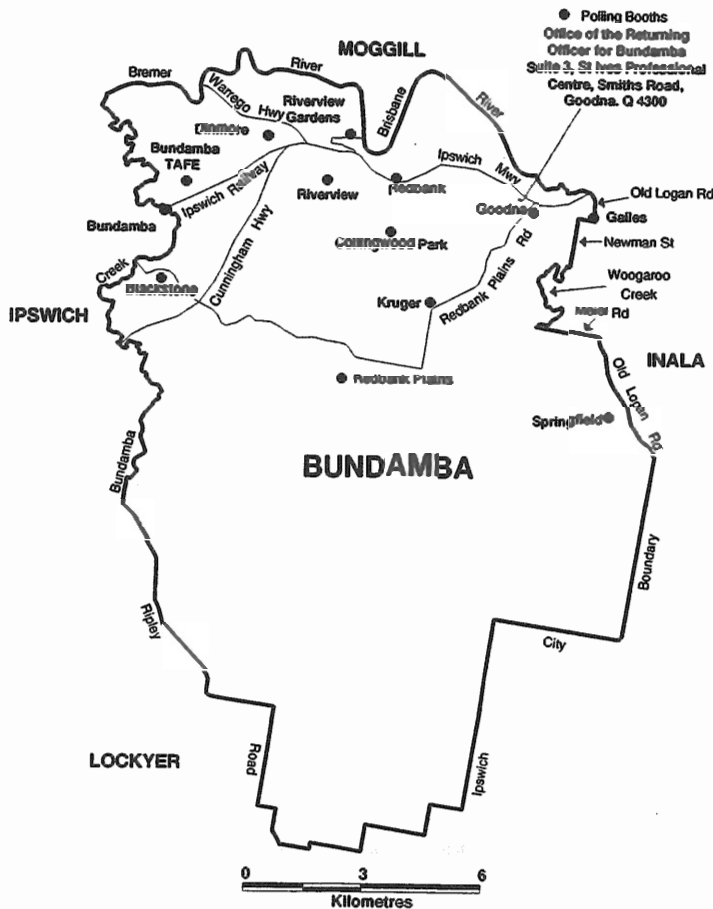 Polling Booths
Office of the Returning
Officer for Bundamba
Suite 3, St Ives Professional
Centre, Smiths Road,
Goodna. Q 4300
MOGGILL
Bremer
River
Warrego
Hwy
Riverview
Gardens
Brisbane
River
Dinmore
Bundamba
TAFE
Ipswich Railway
Riverview
Redbank
Ipswich
Mwy
Old Logan Rd
Goodna
Gailes
Bundamba
Newman St
Cunningham Hwy
Collingwood Park
Redbank Plains Rd
Creek
Blackstone
Woogaroo
Creek
Kruger
IPSWICH
Rd
INALA
Old Logan Rd
Redbank Plains
Springfield
BUNDAMBA
Bundamba
Boundary
Ripley
City
LOCKYER
Road
Ipswich
0 3 6
Kilometres